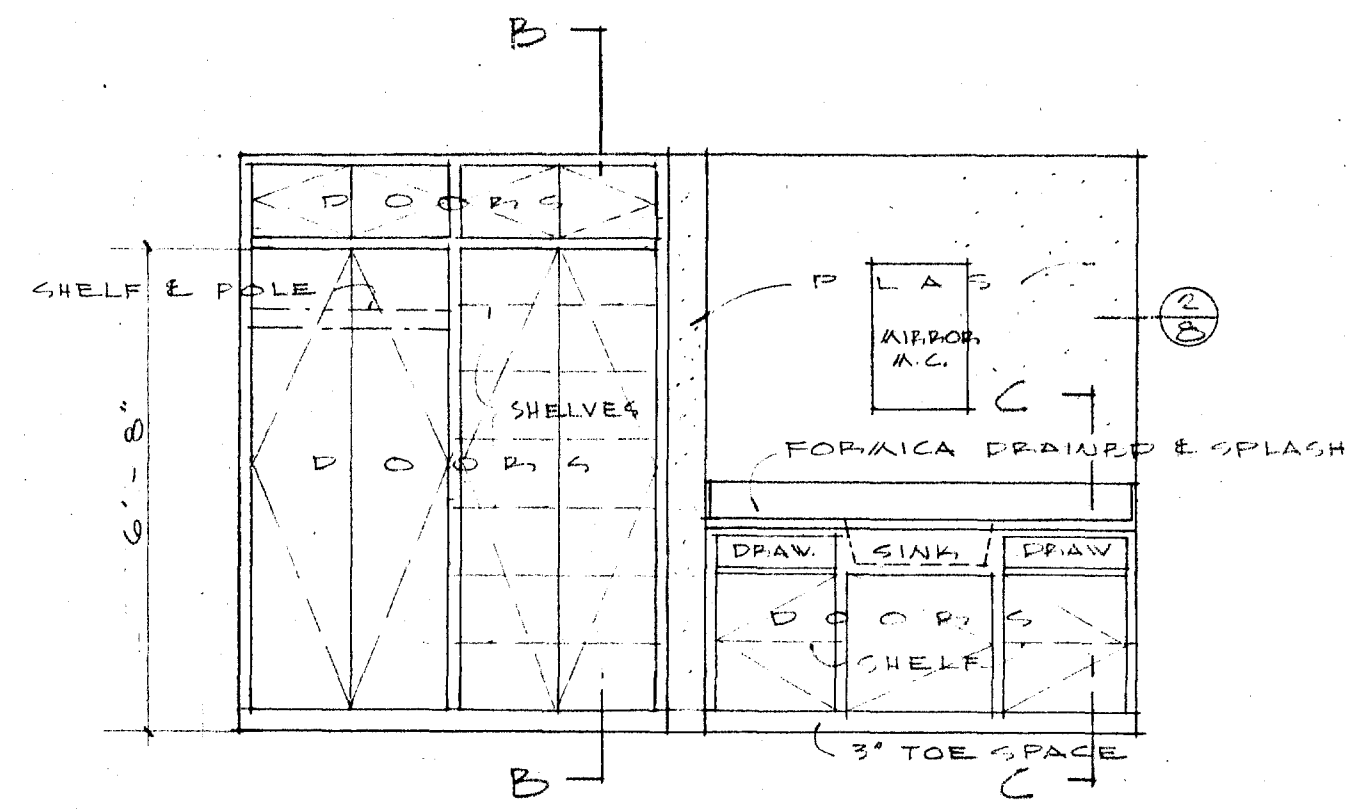 B
DOORS
SHELF & POLE
PLAS
2
8
MIRROR
M.C.
C
SHELVES
6'-8"
DOORS
FORMICA DRAINBD & SPLASH
DRAW.
SINK
DRAW
DOORS
SHELF
3" TOE SPACE
B
C